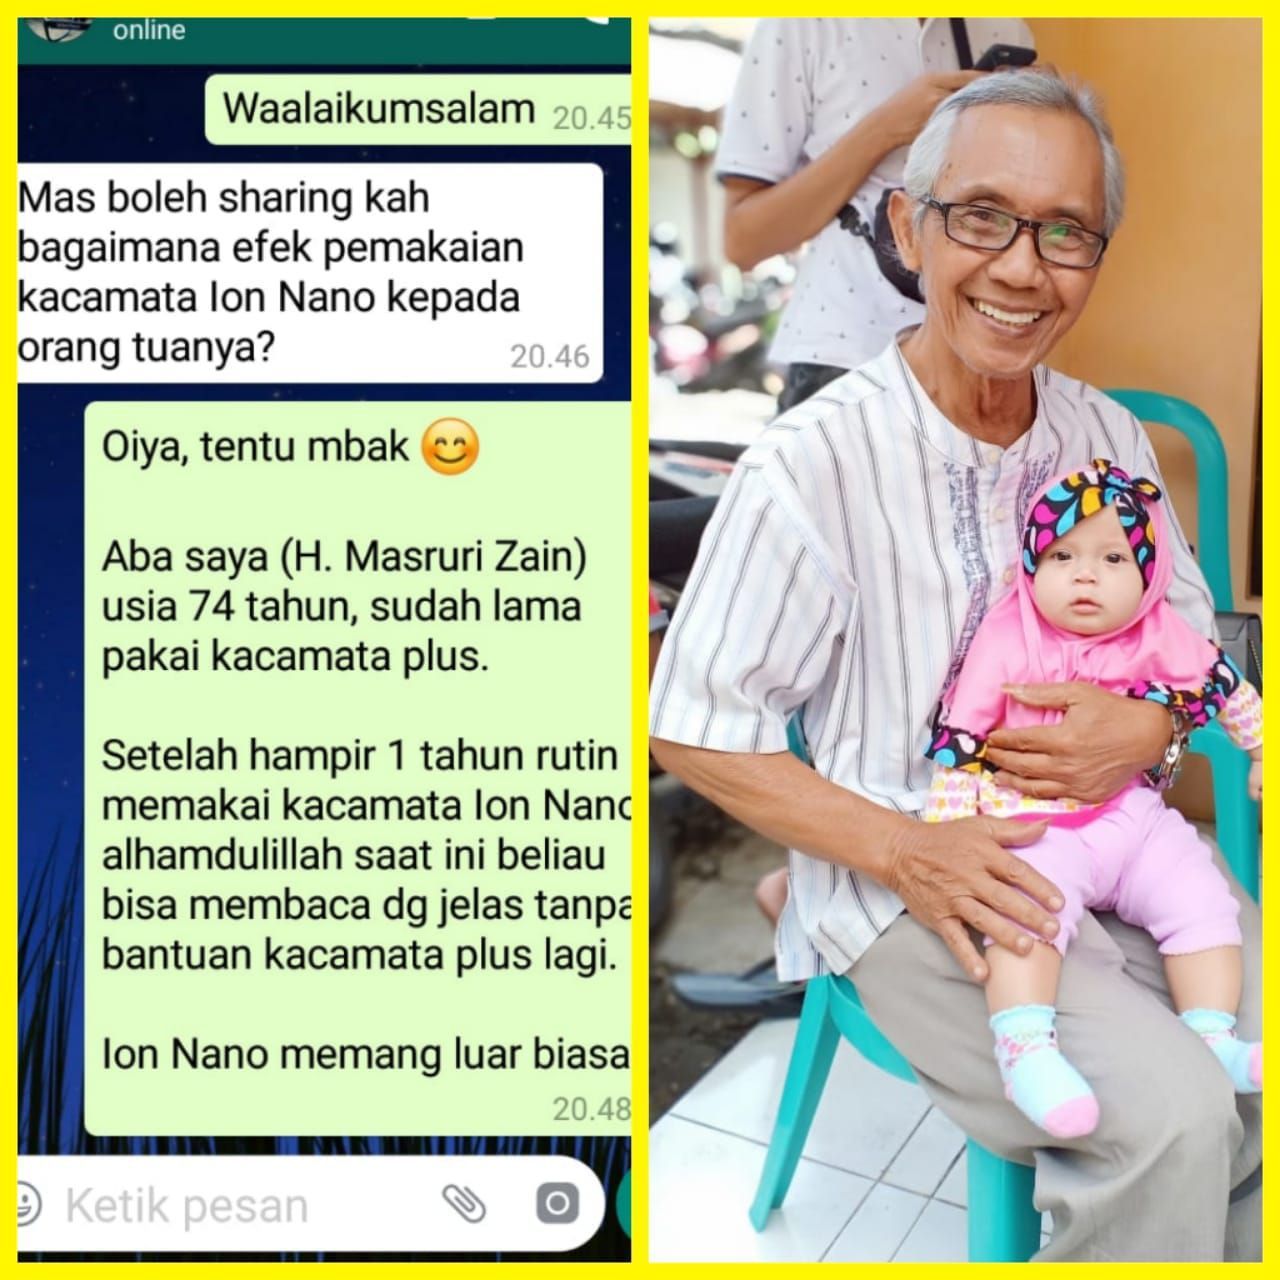 online
Waalaikumsalam 20.45
Mas boleh sharing kah
bagaimana efek pemakaian
kacamata Ion Nano kepada
orang tuanya?
20.46
Oiya, tentu mbak 😊
Aba saya (H. Masruri Zain)
usia 74 tahun, sudah lama
pakai kacamata plus.
Setelah hampir 1 tahun rutin
memakai kacamata Ion Nano
alhamdulillah saat ini beliau
bisa membaca dg jelas tanpa
bantuan kacamata plus lagi.
Ion Nano memang luar biasa
20.48
Ketik pesan